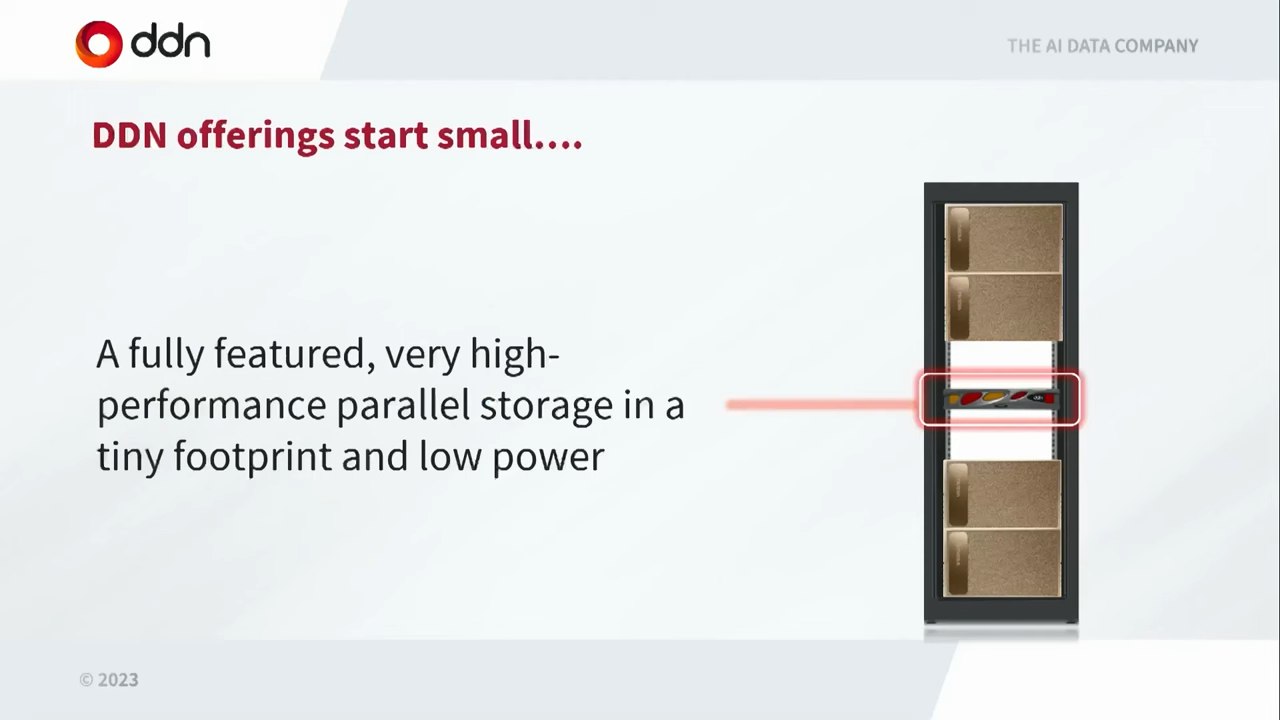 ddn
THE AI DATA COMPANY
DDN offerings start small....
A fully featured, very high-
performance parallel storage in a
tiny footprint and low power
ddn
© 2023